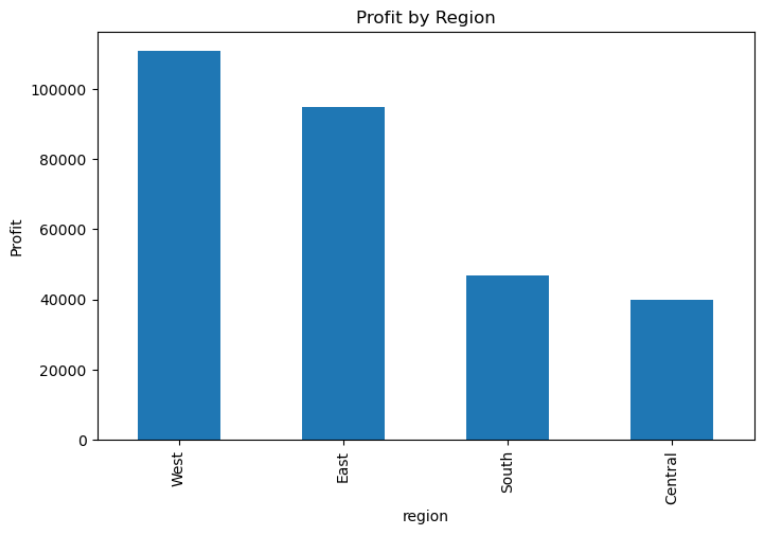 Profit by Region
100000
80000
60000
40000
20000
0
Profit
West
East
South
Central
region